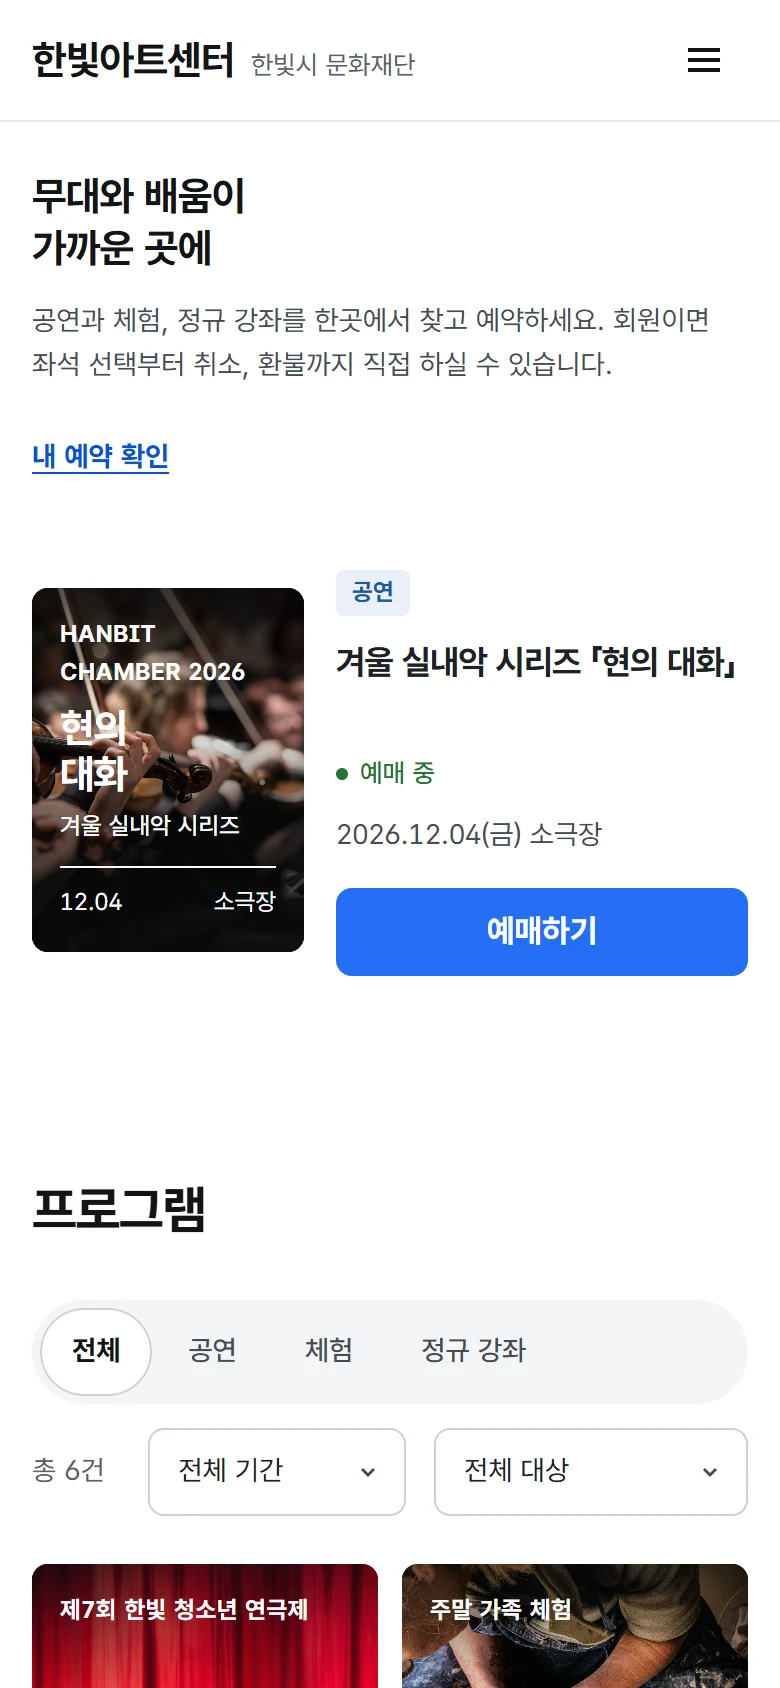 한빛아트센터 한빛시 문화재단
무대와 배움이
가까운 곳에
공연과 체험, 정규 강좌를 한곳에서 찾고 예약하세요. 회원이면
좌석 선택부터 취소, 환불까지 직접 하실 수 있습니다.
내 예약 확인
HANBIT
CHAMBER 2026
현의
대화
겨울 실내악 시리즈
12.04 소극장
공연
겨울 실내악 시리즈 「현의 대화」
예매 중
2026.12.04(금) 소극장
예매하기
프로그램
전체 공연 체험 정규 강좌
총 6건 전체 기간 전체 대상
제7회 한빛 청소년 연극제
주말 가족 체험